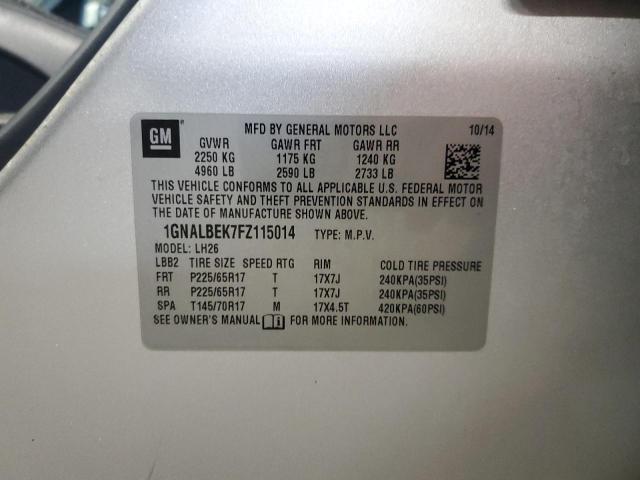 GM
MFD BY GENERAL MOTORS LLC 10/14
GVWR GAWR FRT GAWR RR
2250 KG 1175 KG 1240 KG
4960 LB 2590 LB 2733 LB
THIS VEHICLE CONFORMS TO ALL APPLICABLE U.S. FEDERAL MOTOR
VEHICLE SAFETY AND THEFT PREVENTION STANDARDS IN EFFECT ON
THE DATE OF MANUFACTURE SHOWN ABOVE.
1GNALBEK7FZ115014 TYPE: M.P.V.
MODEL: LH26
LBB2 TIRE SIZE SPEED RTG RIM COLD TIRE PRESSURE
FRT P225/65R17 T 17X7J 240KPA(35PSI)
RR P225/65R17 T 17X7J 240KPA(35PSI)
SPA T145/70R17 M 17X4.5T 420KPA(60PSI)
SEE OWNER'S MANUAL FOR MORE INFORMATION.